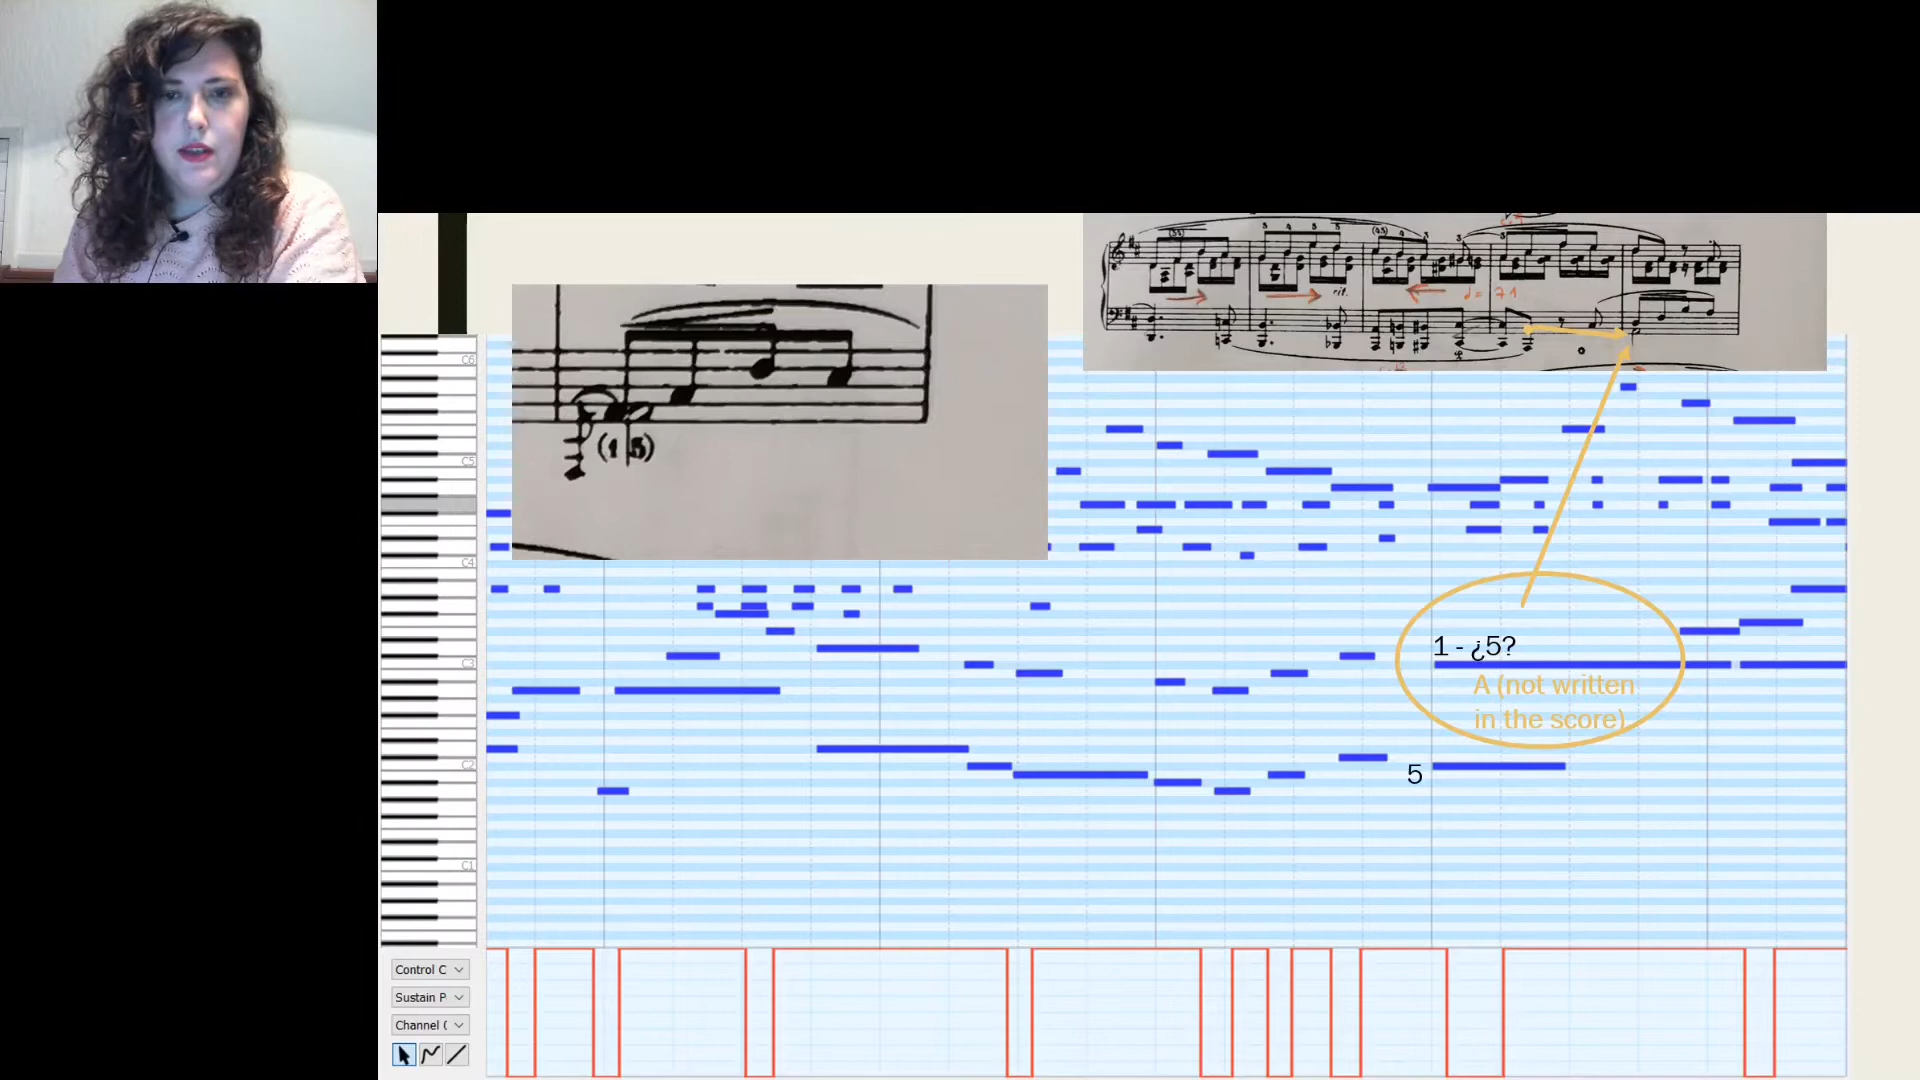 rit.
♩= 71
(1 5)
C6
C5
C4
C3
C2
C1
1 - ¿5?
A (not written
in the score)
5
Control C
Sustain P
Channel (